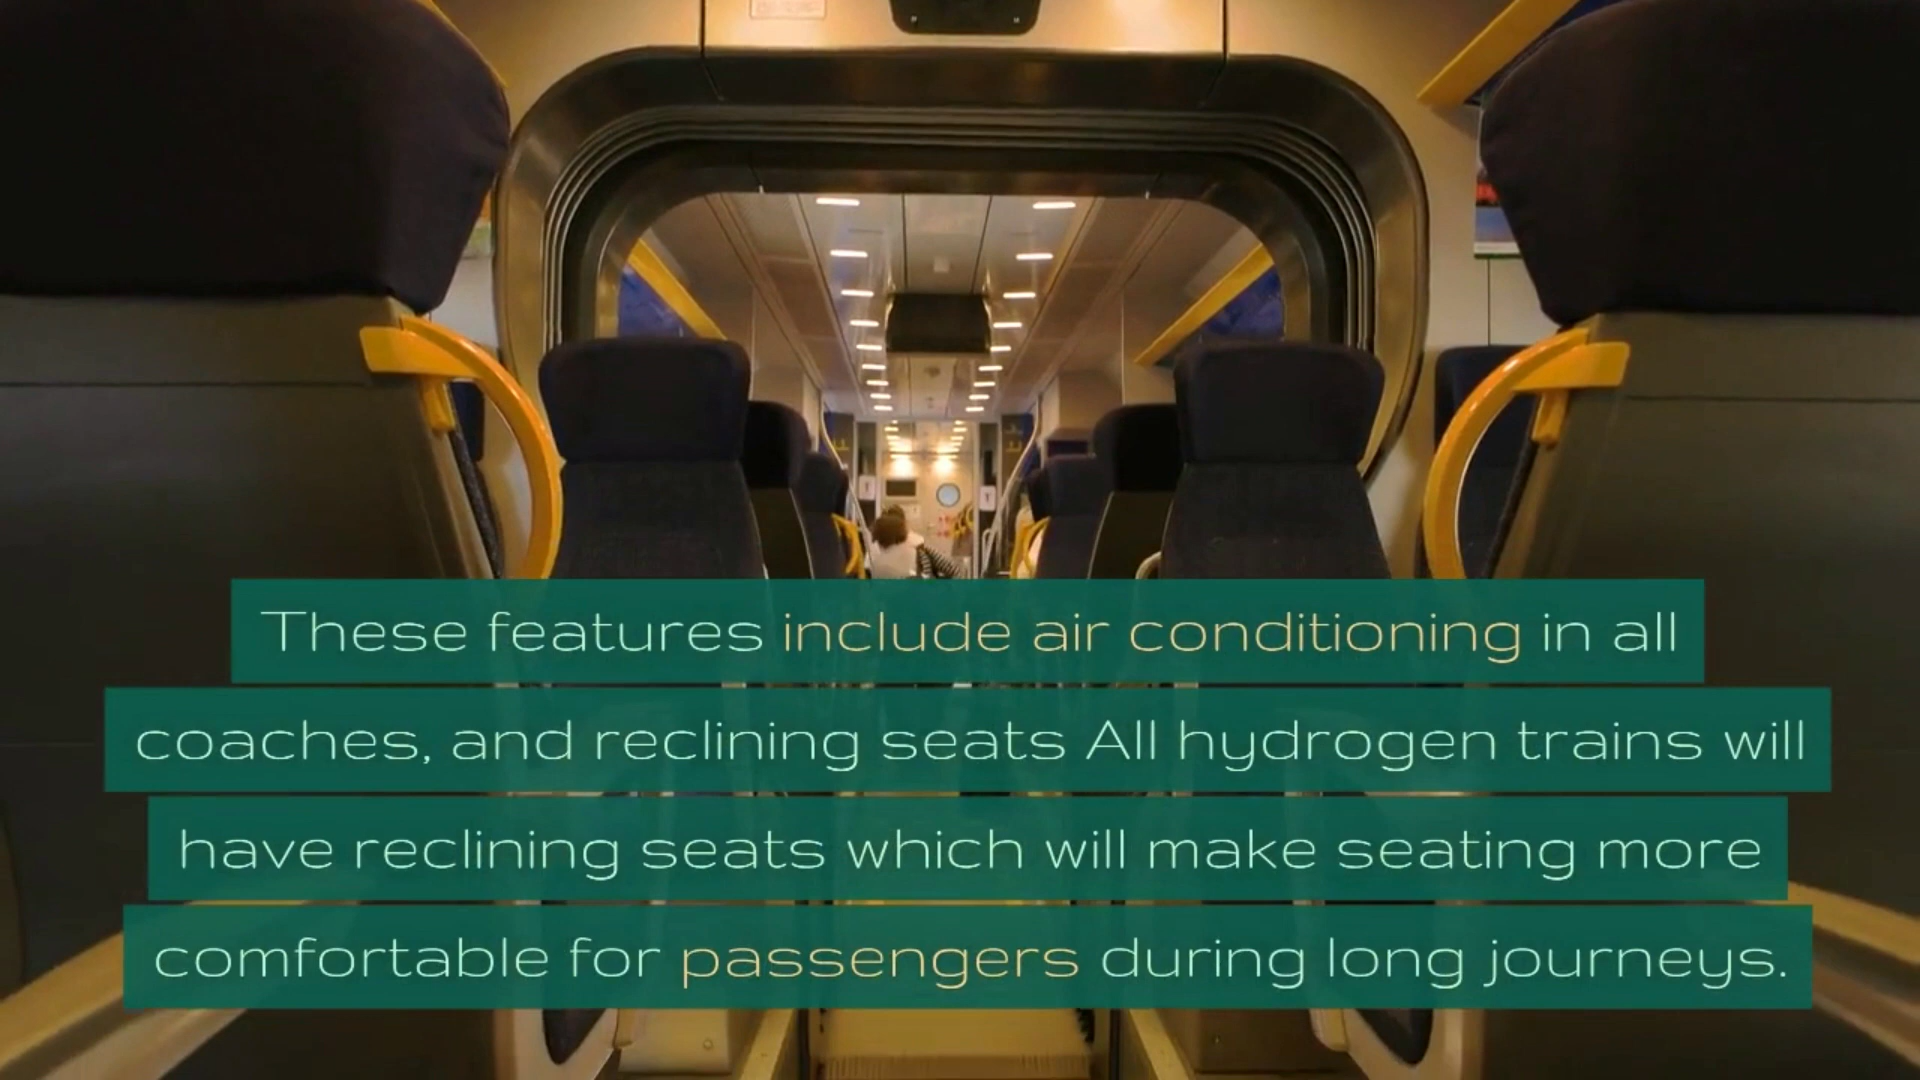 These features include air conditioning in all
coaches, and reclining seats All hydrogen trains will
have reclining seats which will make seating more
comfortable for passengers during long journeys.